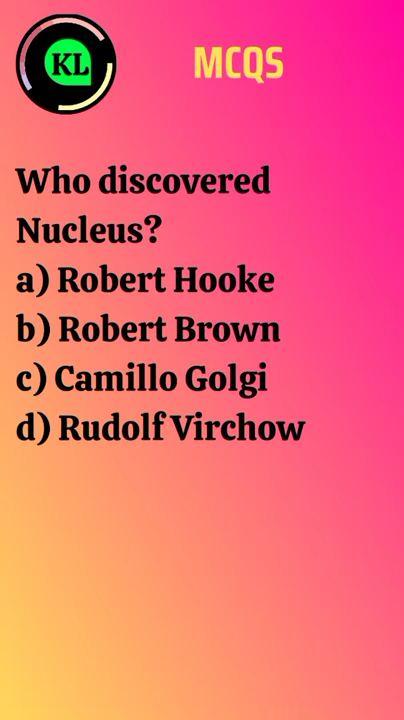 KL
MCQS
Who discovered
Nucleus?
a) Robert Hooke
b) Robert Brown
c) Camillo Golgi
d) Rudolf Virchow